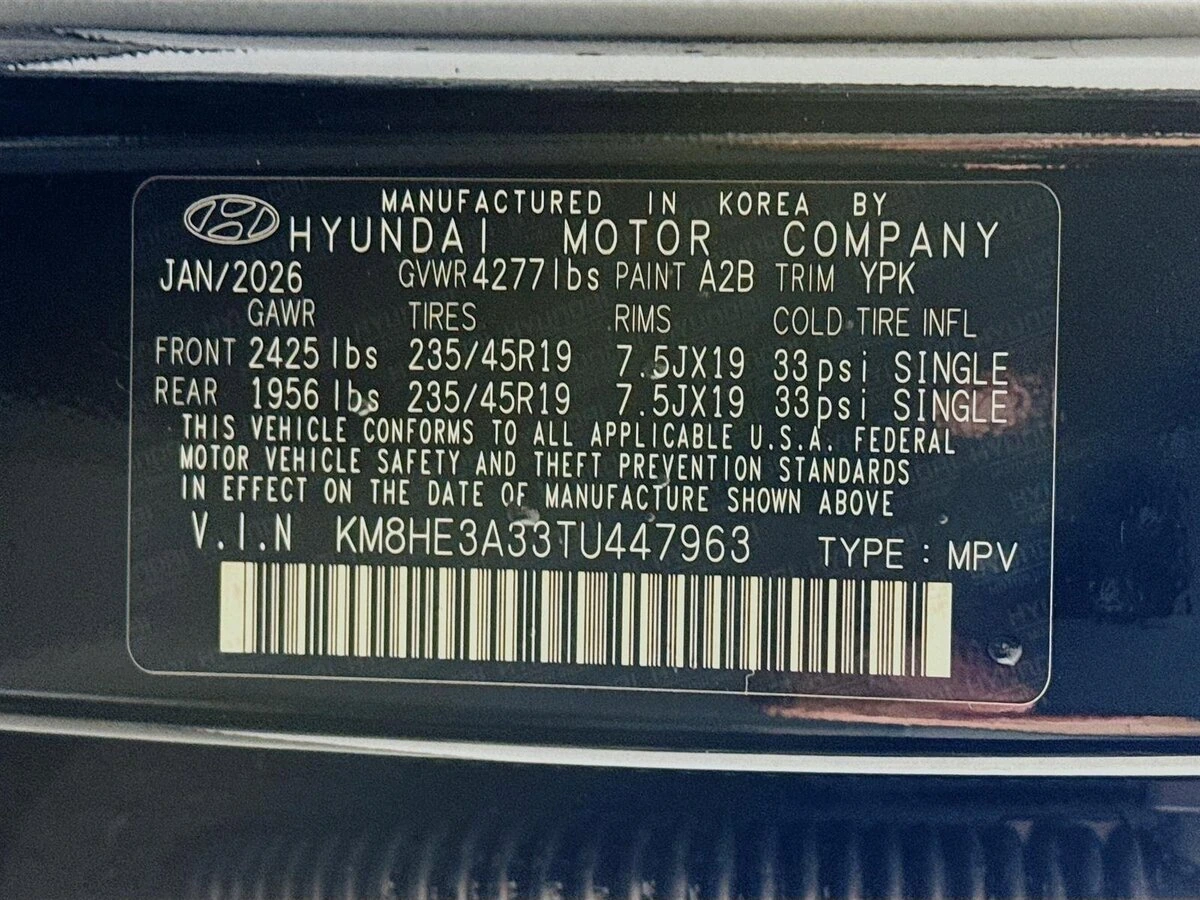 MANUFACTURED IN KOREA BY
HYUNDAI MOTOR COMPANY
JAN/2026 GVWR 4277lbs PAINT A2B TRIM YPK
GAWR TIRES RIMS COLD TIRE INFL
FRONT 2425 lbs 235/45R19 7.5JX19 33psi SINGLE
REAR 1956 lbs 235/45R19 7.5JX19 33psi SINGLE
THIS VEHICLE CONFORMS TO ALL APPLICABLE U.S.A. FEDERAL
MOTOR VEHICLE SAFETY AND THEFT PREVENTION STANDARDS
IN EFFECT ON THE DATE OF MANUFACTURE SHOWN ABOVE
V.I.N KM8HE3A33TU447963 TYPE : MPV